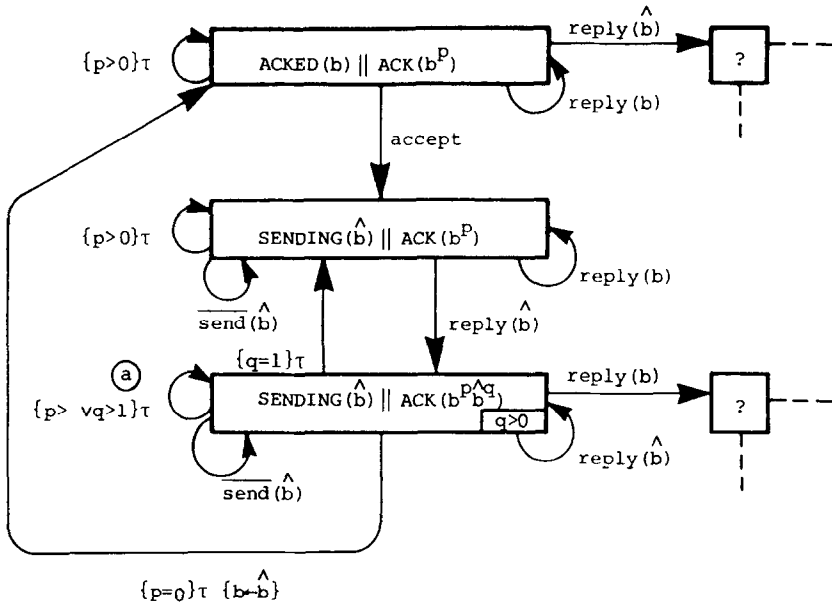 reply(b̂)
{p>0}τ
ACKED(b) || ACK(b^p)
?
reply(b)
accept
{p>0}τ
SENDING(b̂) || ACK(b^p)
reply(b)
send̅(b̂)
reply(b̂)
{q=1}τ
a
{p> ∨q>1}τ
SENDING(b̂) || ACK(b^p b̂^q)
q>0
reply(b)
?
reply(b̂)
send̅(b̂)
{p=0}τ {b←b̂}